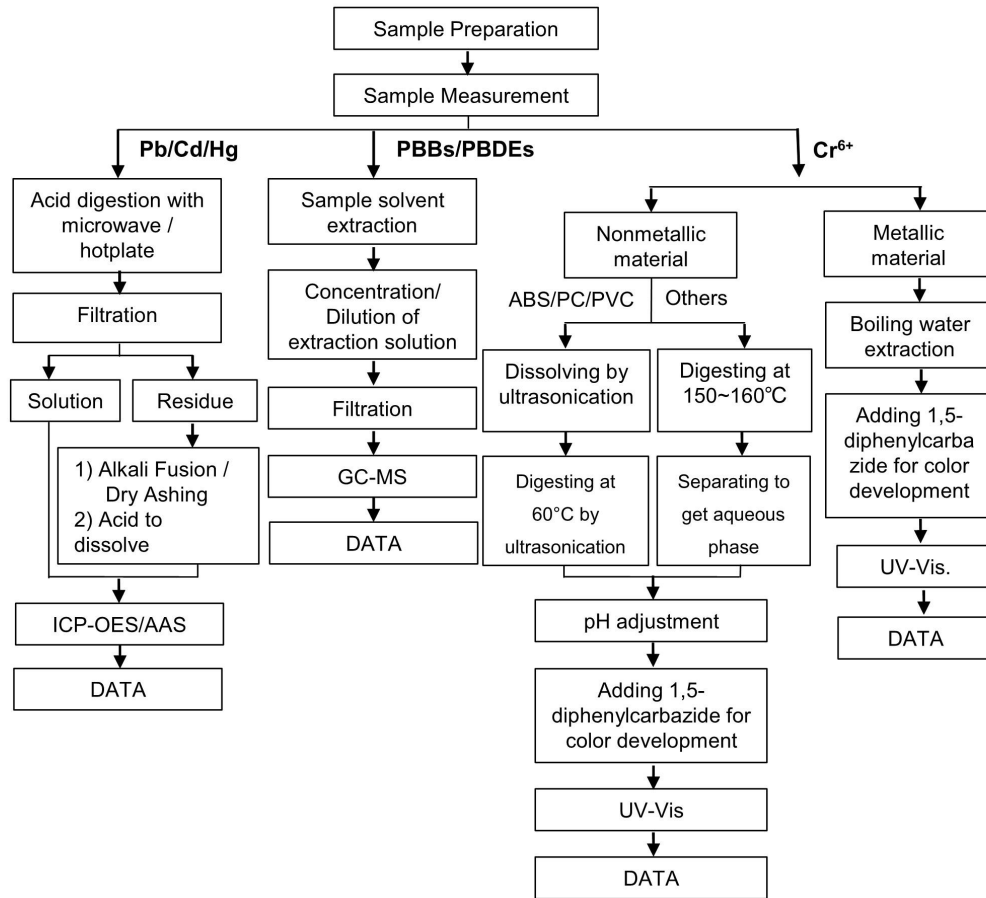 Sample Preparation
Sample Measurement
Pb/Cd/Hg
PBBs/PBDEs
Cr⁶⁺
Acid digestion with
microwave /
hotplate
Filtration
Solution
Residue
1) Alkali Fusion /
Dry Ashing
2) Acid to
dissolve
ICP-OES/AAS
DATA
Sample solvent
extraction
Concentration/
Dilution of
extraction solution
Filtration
GC-MS
DATA
Nonmetallic
material
ABS/PC/PVC
Others
Dissolving by
ultrasonication
Digesting at
60°C by
ultrasonication
Digesting at
150~160℃
Separating to
get aqueous
phase
pH adjustment
Adding 1,5-
diphenylcarbazide for
color development
UV-Vis
DATA
Metallic
material
Boiling water
extraction
Adding 1,5-
diphenylcarba
zide for color
development
UV-Vis.
DATA